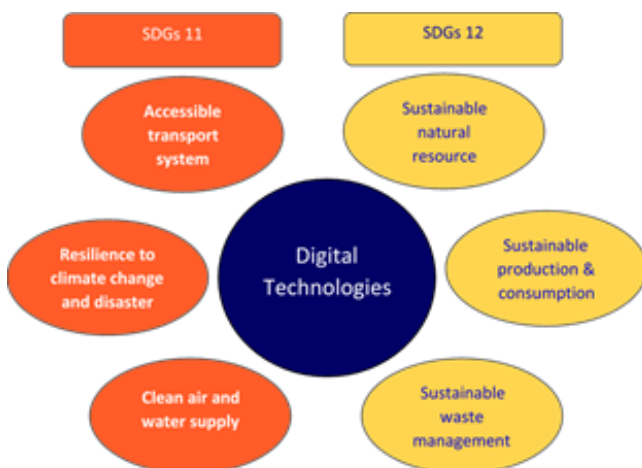 SDGs 11
SDGs 12
Accessible
transport
system
Sustainable
natural
resource
Digital
Technologies
Resilience to
climate change
and disaster
Sustainable
production &
consumption
Clean air and
water supply
Sustainable
waste
management